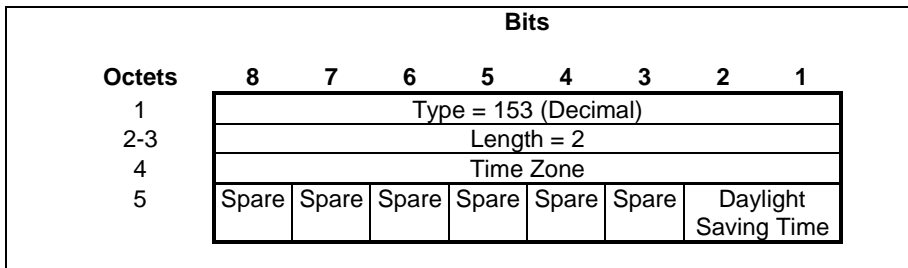 Bits
Octets 8 7 6 5 4 3 2 1
1 Type = 153 (Decimal)
2-3 Length = 2
4 Time Zone
5 Spare Spare Spare Spare Spare Spare Daylight
Saving Time